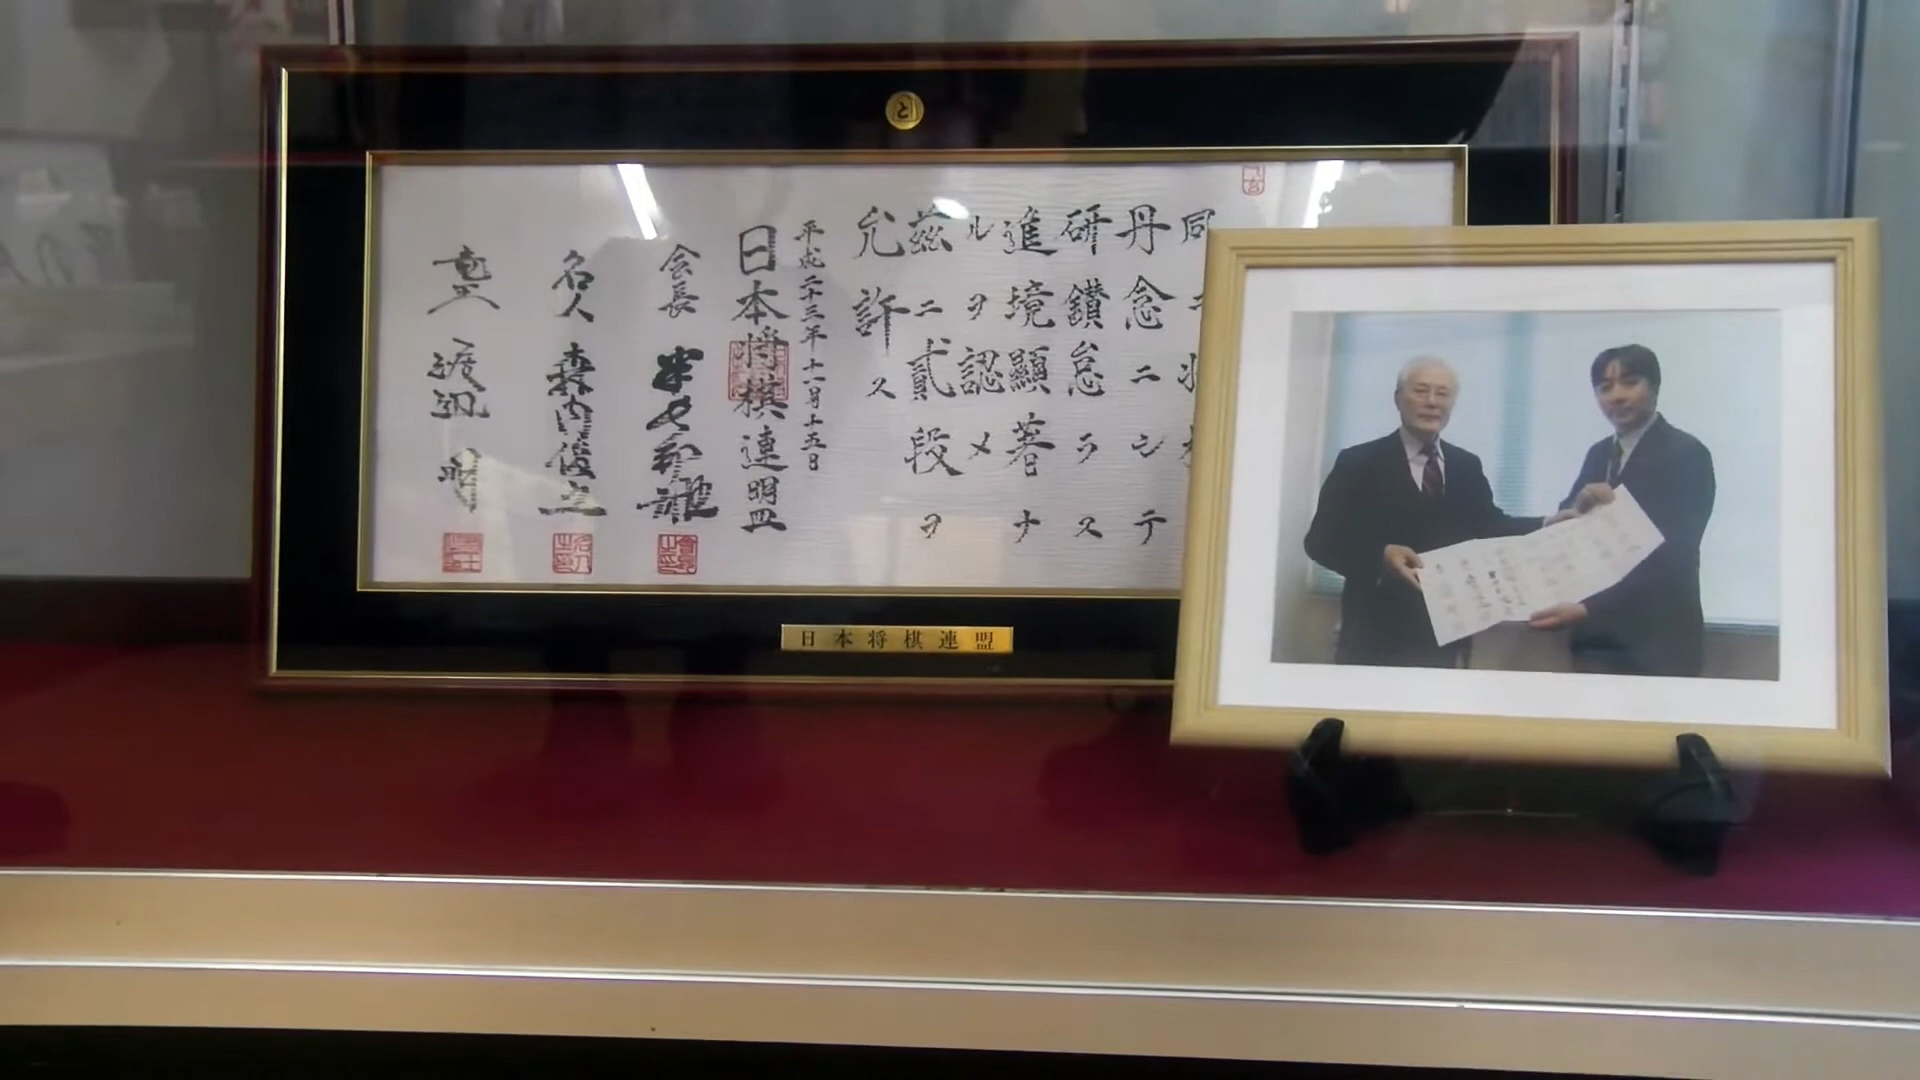 と
丹念ニシテ
研鑽怠ラス
進境顕著ナ
ルヲ認メ
茲ニ貳段ヲ
允許ス
平成二十三年十一月十五日
日本将棋連盟
会長 米長邦雄
名人 森内俊之
竜王 渡辺明
日本将棋連盟